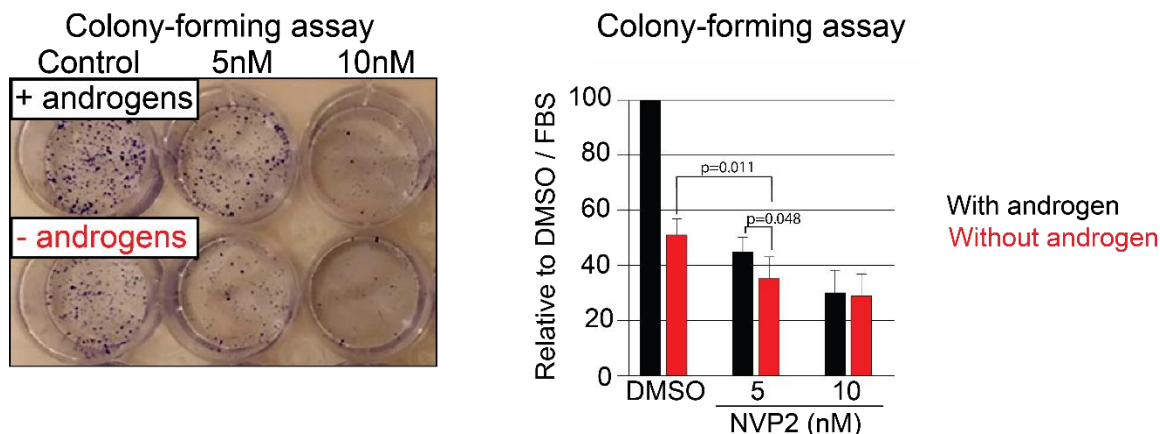 Colony-forming assay
Control 5nM 10nM
+ androgens
- androgens
Colony-forming assay
Relative to DMSO / FBS
100
80
60
40
20
0
p=0.011
p=0.048
DMSO 5 10
NVP2 (nM)
With androgen
Without androgen